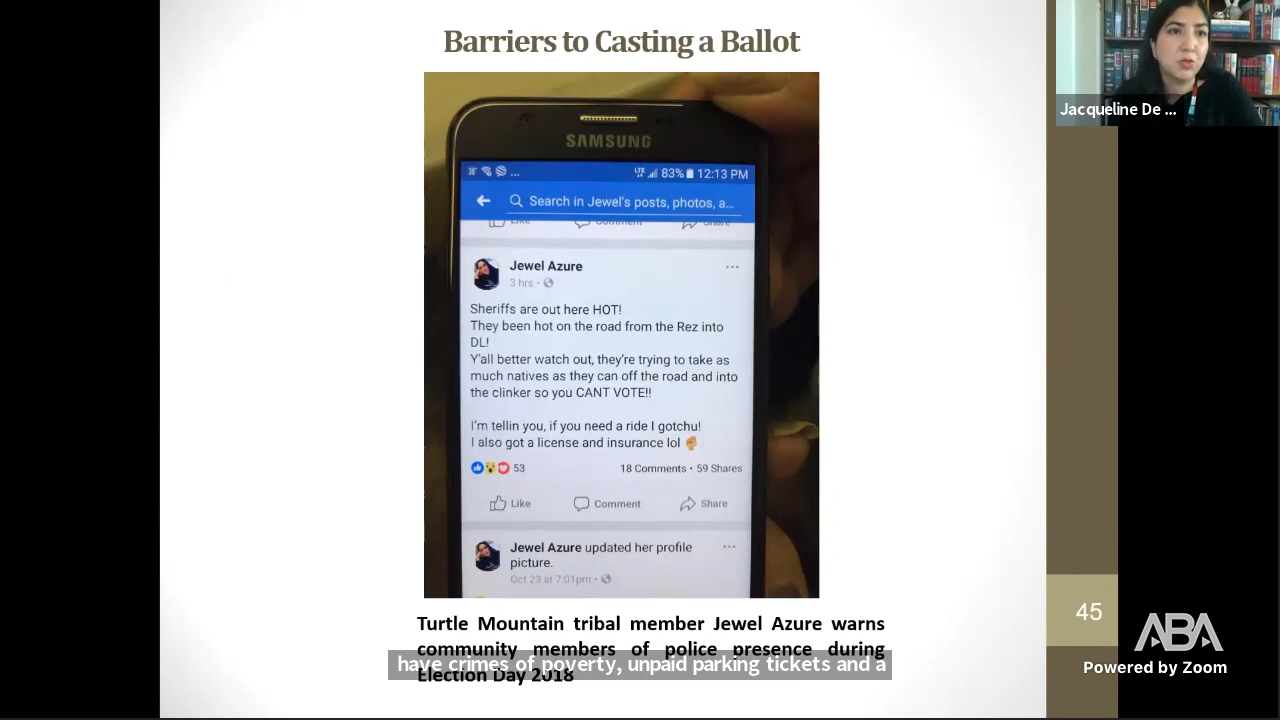 Barriers to Casting a Ballot
Jacqueline De ...
SAMSUNG
LTE 83% 12:13 PM
Search in Jewel's posts, photos, a...
Like Comment Share
Jewel Azure
3 hrs
Sheriffs are out here HOT!
They been hot on the road from the Rez into
DL!
Y'all better watch out, they're trying to take as
much natives as they can off the road and into
the clinker so you CANT VOTE!!
I'm tellin you, if you need a ride I gotchu!
I also got a license and insurance lol
53
18 Comments • 59 Shares
Like Comment Share
Jewel Azure updated her profile
picture.
Oct 23 at 7:01pm
Turtle Mountain tribal member Jewel Azure warns
community members of police presence during
have crimes of poverty, unpaid parking tickets and a
Election Day 2018
45
ABA
Powered by Zoom